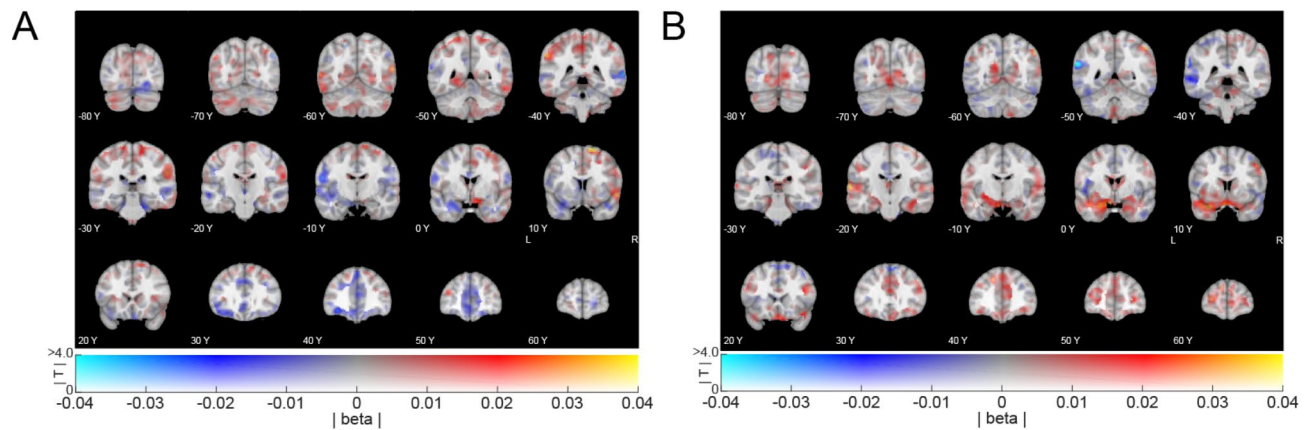 A
-80 Y -70 Y -60 Y -50 Y -40 Y
-30 Y -20 Y -10 Y 0 Y 10 Y
L R
20 Y 30 Y 40 Y 50 Y 60 Y
>4.0
| T |
0
-0.04 -0.03 -0.02 -0.01 0 0.01 0.02 0.03 0.04
| beta |
B
-80 Y -70 Y -60 Y -50 Y -40 Y
-30 Y -20 Y -10 Y 0 Y 10 Y
L R
20 Y 30 Y 40 Y 50 Y 60 Y
>4.0
| T |
0
-0.04 -0.03 -0.02 -0.01 0 0.01 0.02 0.03 0.04
| beta |